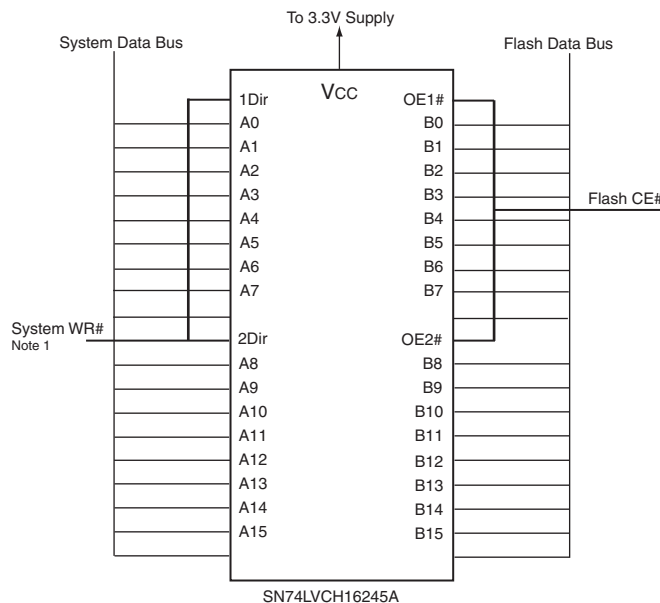 To 3.3V Supply
System Data Bus
Flash Data Bus
VCC
1Dir
OE1#
A0
B0
A1
B1
A2
B2
A3
B3
Flash CE#
A4
B4
A5
B5
A6
B6
A7
B7
System WR#
Note 1
2Dir
OE2#
A8
B8
A9
B9
A10
B10
A11
B11
A12
B12
A13
B13
A14
B14
A15
B15
SN74LVCH16245A